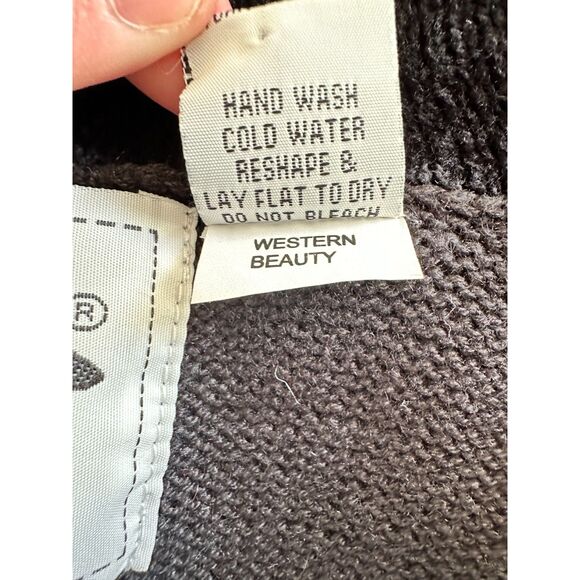 HAND WASH
COLD WATER
RESHAPE &
LAY FLAT TO DRY
DO NOT BLEACH
WESTERN
BEAUTY
®